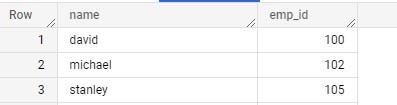 Row name emp_id
1 david 100
2 michael 102
3 stanley 105